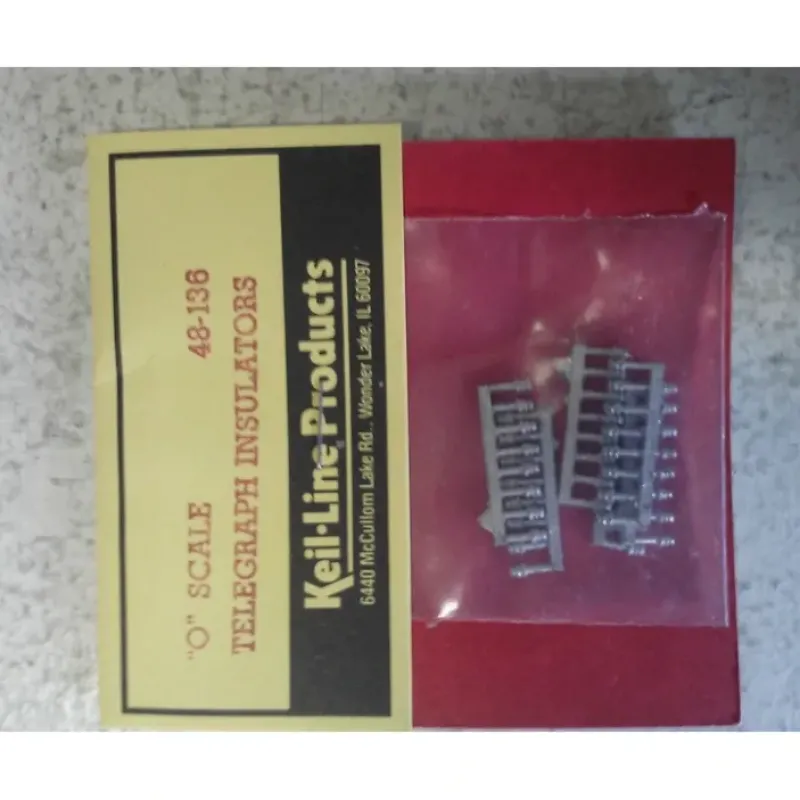 "O" SCALE 48-136
TELEGRAPH INSULATORS
Keil-Line Products
6440 McCullom Lake Rd., Wonder Lake, IL 60097